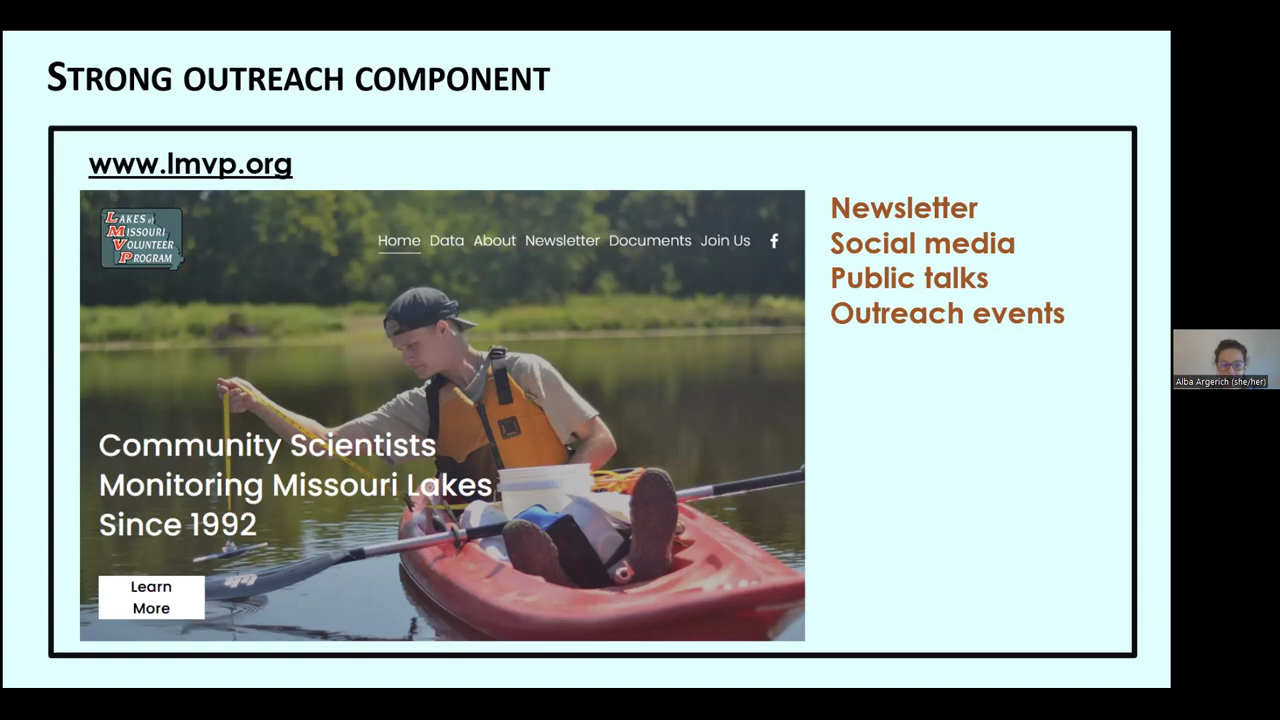 STRONG OUTREACH COMPONENT
www.lmvp.org
LAKES of
MISSOURI
VOLUNTEER
PROGRAM
Home Data About Newsletter Documents Join Us f
Community Scientists
Monitoring Missouri Lakes
Since 1992
Learn
More
Newsletter
Social media
Public talks
Outreach events
Alba Argerich (she/her)